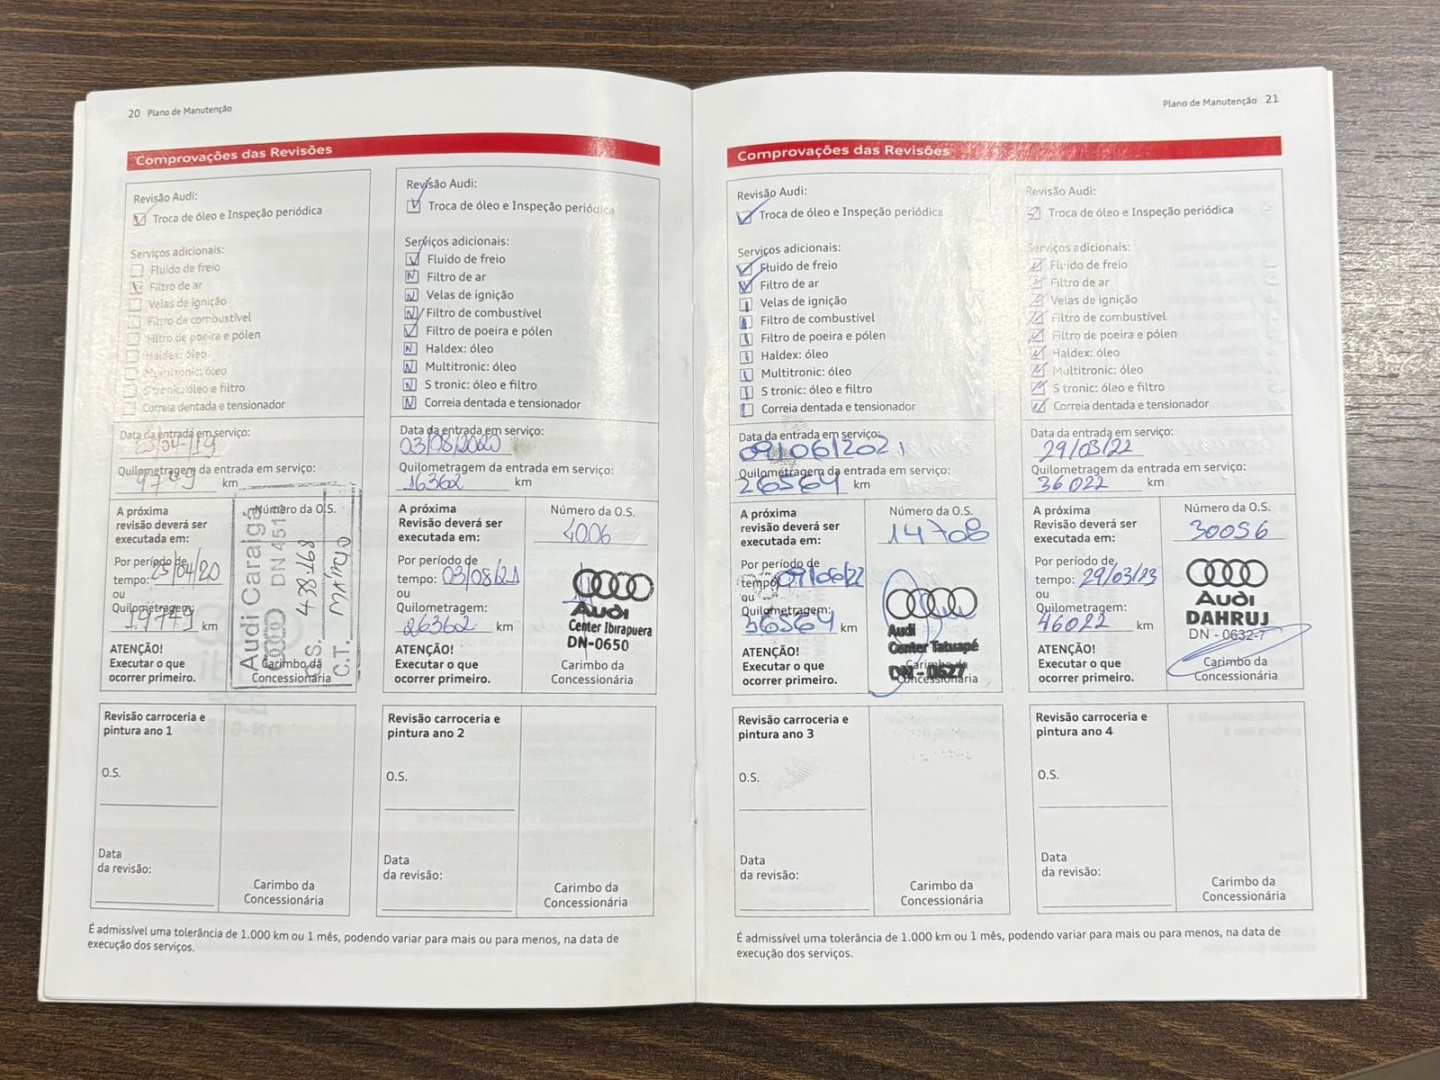 20 Plano de Manutenção
Comprovações das Revisões
Revisão Audi:
Troca de óleo e Inspeção periódica
Serviços adicionais:
Fluido de freio
Filtro de ar
Velas de ignição
Filtro de combustível
Filtro de poeira e pólen
Haldex: óleo
Multitronic: óleo
S tronic: óleo e filtro
Correia dentada e tensionador
Data da entrada em serviço:
25/04/19
Quilometragem da entrada em serviço:
9749 km
A próxima
revisão deverá ser
executada em:
Por período de
tempo: 25/04/20
ou
Quilometragem:
19749 km
ATENÇÃO!
Executar o que
ocorrer primeiro.
Número da O.S.
Audi Caraigá
DN 451
O.S. 438468
C.T.
Carimbo da
Concessionária
Revisão carroceria e
pintura ano 1
O.S.
Data
da revisão:
Carimbo da
Concessionária
Revisão Audi:
Troca de óleo e Inspeção periódica
Serviços adicionais:
Fluido de freio
Filtro de ar
Velas de ignição
Filtro de combustível
Filtro de poeira e pólen
Haldex: óleo
Multitronic: óleo
S tronic: óleo e filtro
Correia dentada e tensionador
Data da entrada em serviço:
03/08/2020
Quilometragem da entrada em serviço:
16362 km
A próxima
Revisão deverá ser
executada em:
Por período de
tempo: 03/08/21
ou
Quilometragem:
26362 km
ATENÇÃO!
Executar o que
ocorrer primeiro.
Número da O.S.
4006
Audi
Center Ibirapuera
DN-0650
Carimbo da
Concessionária
Revisão carroceria e
pintura ano 2
O.S.
Data
da revisão:
Carimbo da
Concessionária
É admissível uma tolerância de 1.000 km ou 1 mês, podendo variar para mais ou para menos, na data de
execução dos serviços.
Plano de Manutenção 21
Comprovações das Revisões
Revisão Audi:
Troca de óleo e Inspeção periódica
Serviços adicionais:
Fluido de freio
Filtro de ar
Velas de ignição
Filtro de combustível
Filtro de poeira e pólen
Haldex: óleo
Multitronic: óleo
S tronic: óleo e filtro
Correia dentada e tensionador
Data da entrada em serviço:
09/06/2021
Quilometragem da entrada em serviço:
26564 km
A próxima
revisão deverá ser
executada em:
Por período de
tempo: 09/06/22
ou
Quilometragem:
36564 km
ATENÇÃO!
Executar o que
ocorrer primeiro.
Número da O.S.
14708
Audi
Center Tatuapé
DN-0627
Carimbo da
Concessionária
Revisão carroceria e
pintura ano 3
O.S.
Data
da revisão:
Carimbo da
Concessionária
Revisão Audi:
Troca de óleo e Inspeção periódica
Serviços adicionais:
Fluido de freio
Filtro de ar
Velas de ignição
Filtro de combustível
Filtro de poeira e pólen
Haldex: óleo
Multitronic: óleo
S tronic: óleo e filtro
Correia dentada e tensionador
Data da entrada em serviço:
29/03/22
Quilometragem da entrada em serviço:
36022 km
A próxima
Revisão deverá ser
executada em:
Por período de
tempo: 29/03/23
ou
Quilometragem:
46022 km
ATENÇÃO!
Executar o que
ocorrer primeiro.
Número da O.S.
30056
Audi
DAHRUJ
DN - 0632-7
Carimbo da
Concessionária
Revisão carroceria e
pintura ano 4
O.S.
Data
da revisão:
Carimbo da
Concessionária
É admissível uma tolerância de 1.000 km ou 1 mês, podendo variar para mais ou para menos, na data de
execução dos serviços.